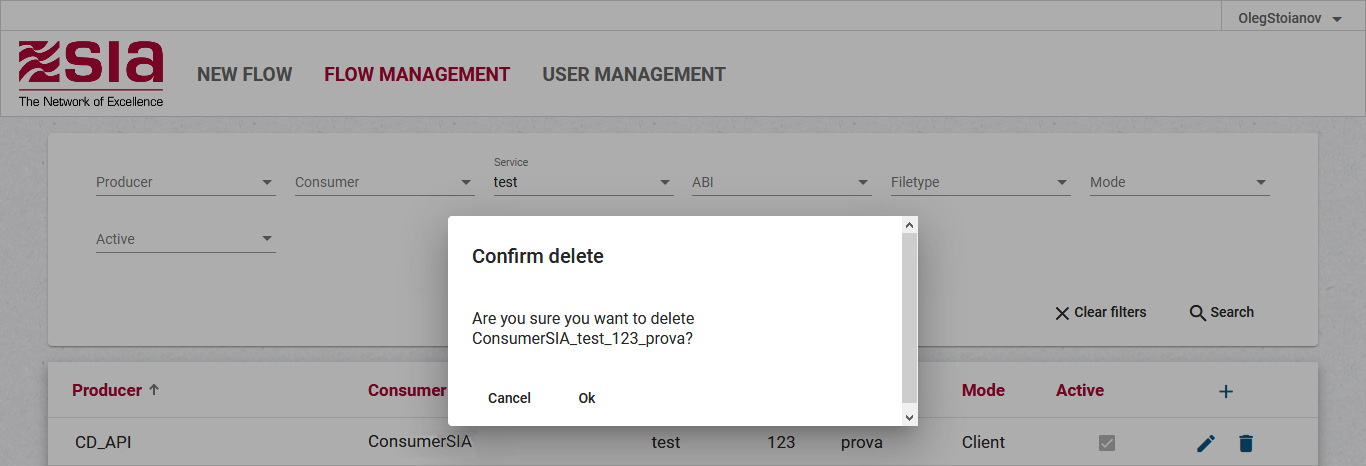 OlegStoianov
SIA
The Network of Excellence
NEW FLOW
FLOW MANAGEMENT
USER MANAGEMENT
Producer
Consumer
Service
test
ABI
Filetype
Mode
Active
Clear filters
Search
Confirm delete
Are you sure you want to delete
ConsumerSIA_test_123_prova?
Cancel
Ok
Producer
Consumer
Mode
Active
CD_API
ConsumerSIA
test
123
prova
Client